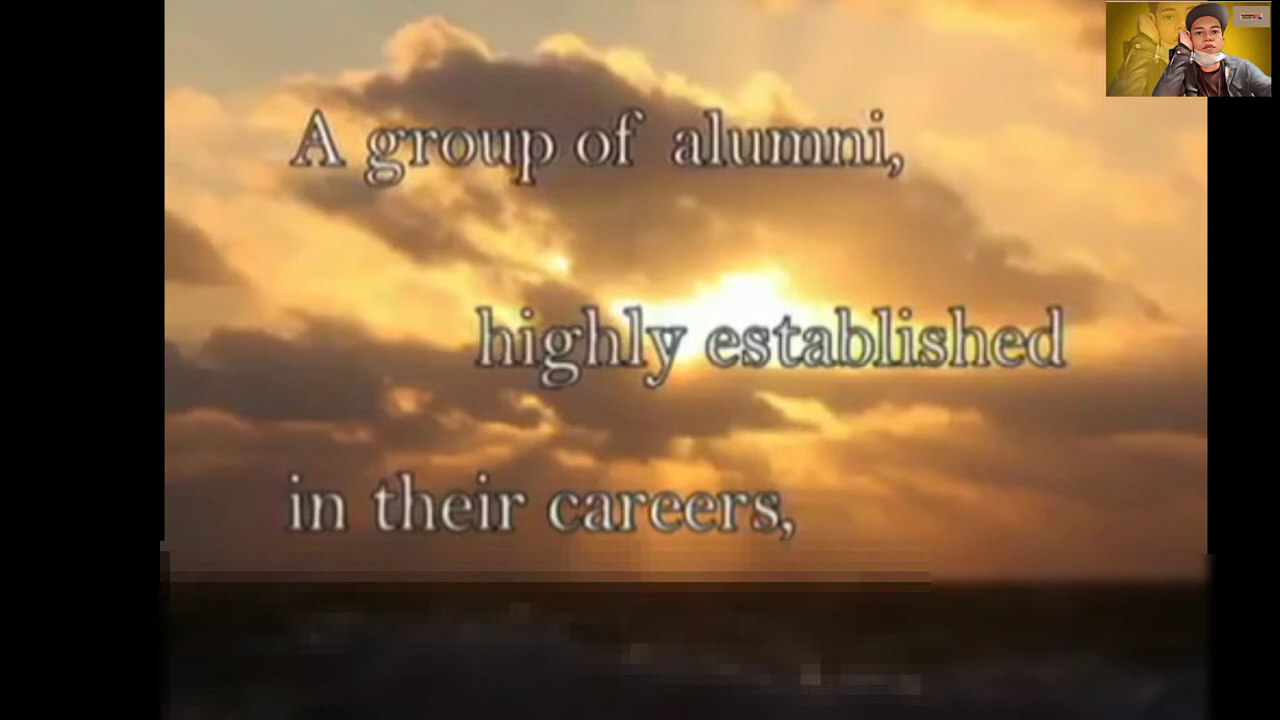 A group of alumni,
highly established
in their careers,